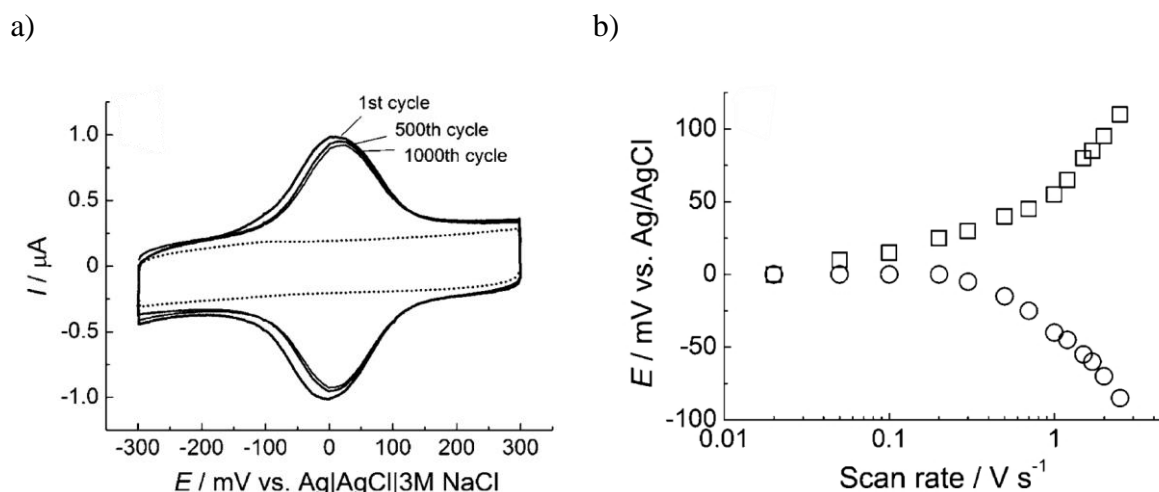 a)
b)
1st cycle
500th cycle
1000th cycle
1.0
0.5
0
-0.5
-1.0
I / μA
-300
-200
-100
0
100
200
300
E / mV vs. Ag|AgCl||3M NaCl
100
50
0
-50
-100
E / mV vs. Ag/AgCl
0.01
0.1
1
Scan rate / V s⁻¹